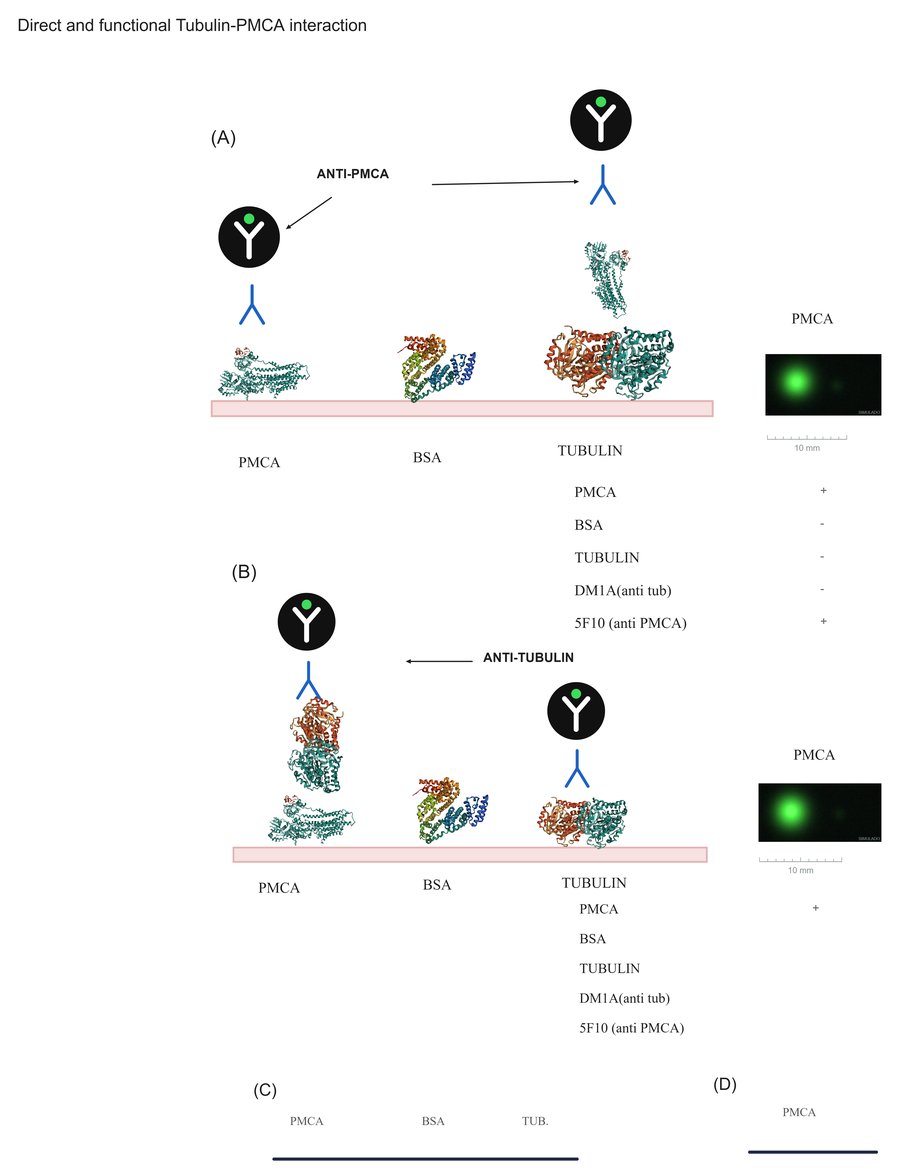 Direct and functional Tubulin-PMCA interaction
(A)
ANTI-PMCA
PMCA
SIMULADO
10 mm
PMCA
BSA
TUBULIN
PMCA +
BSA -
TUBULIN -
DM1A(anti tub) -
5F10 (anti PMCA) +
(B)
ANTI-TUBULIN
PMCA
SIMULADO
10 mm
PMCA
BSA
TUBULIN
PMCA +
BSA
TUBULIN
DM1A(anti tub)
5F10 (anti PMCA)
(C)
PMCA
BSA
TUB.
(D)
PMCA